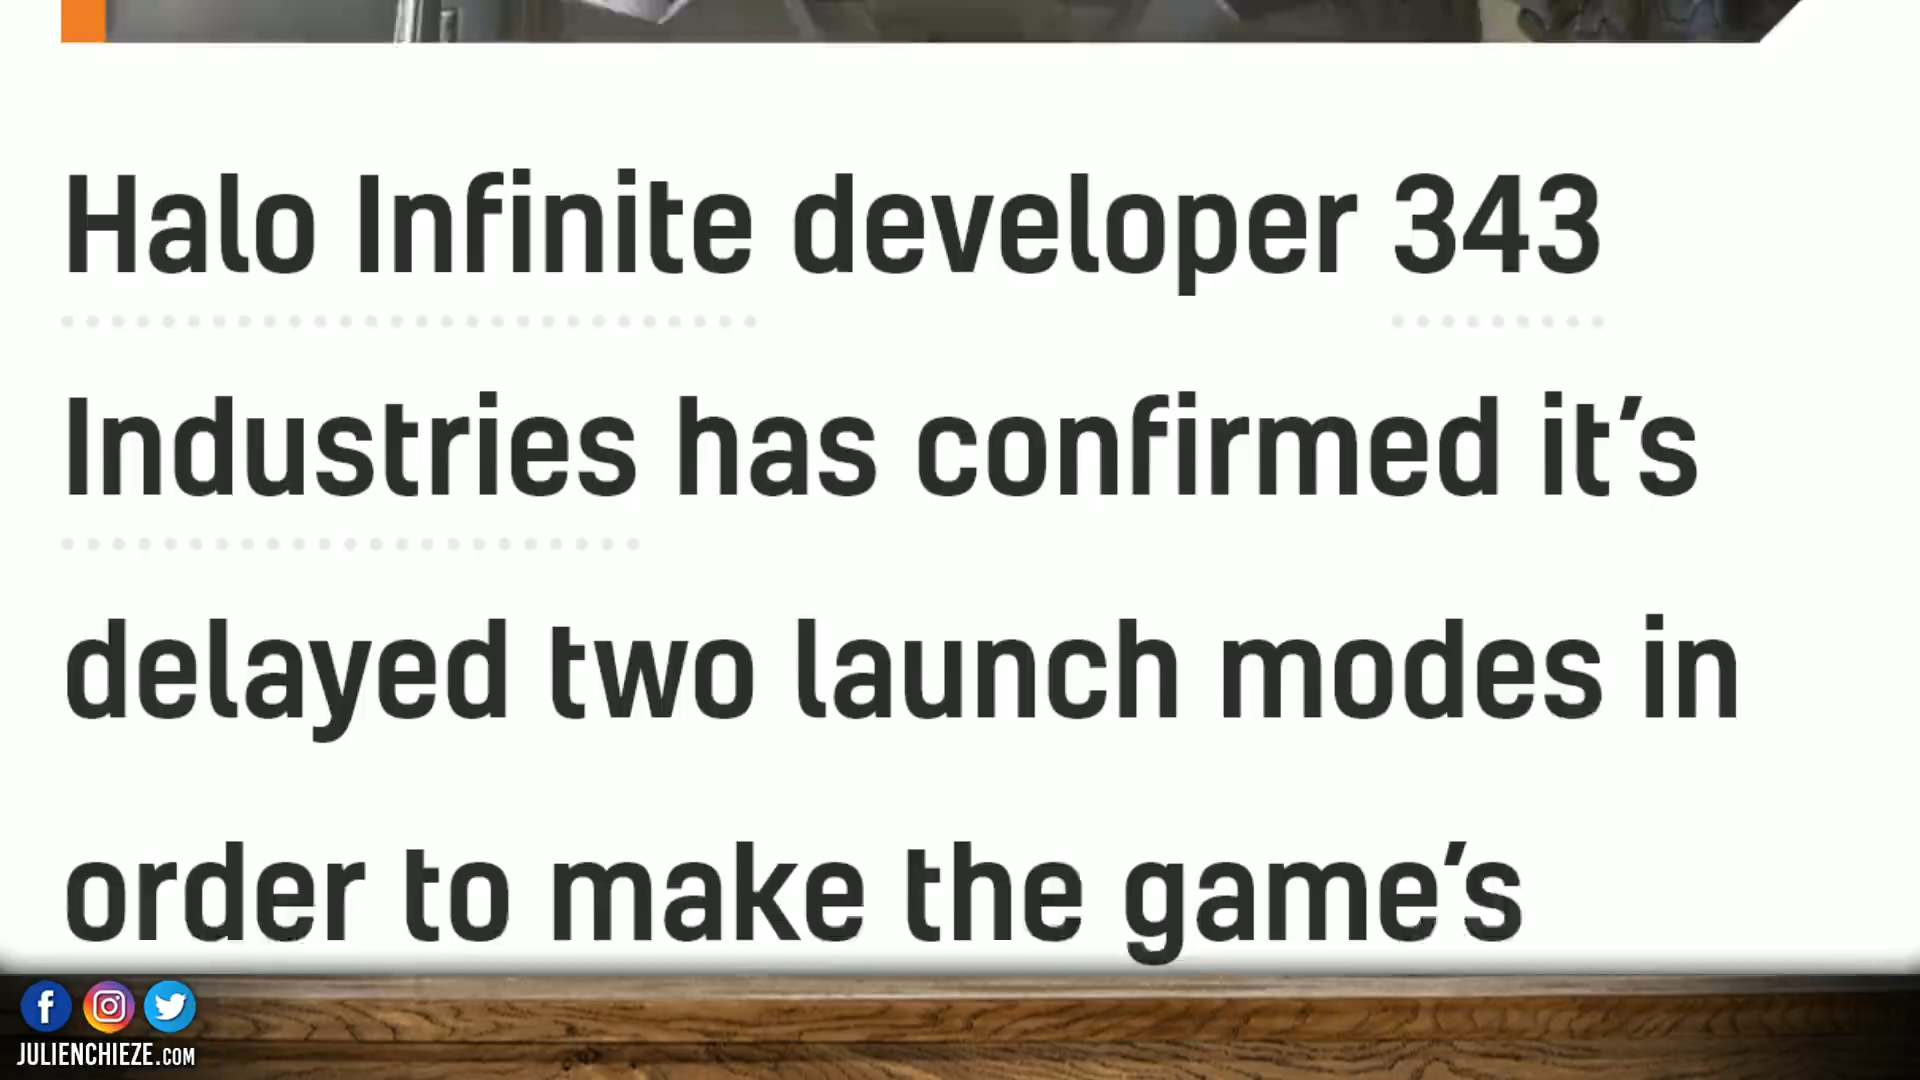 Halo Infinite developer 343
Industries has confirmed it’s
delayed two launch modes in
order to make the game’s
JULIENCHIEZE.COM